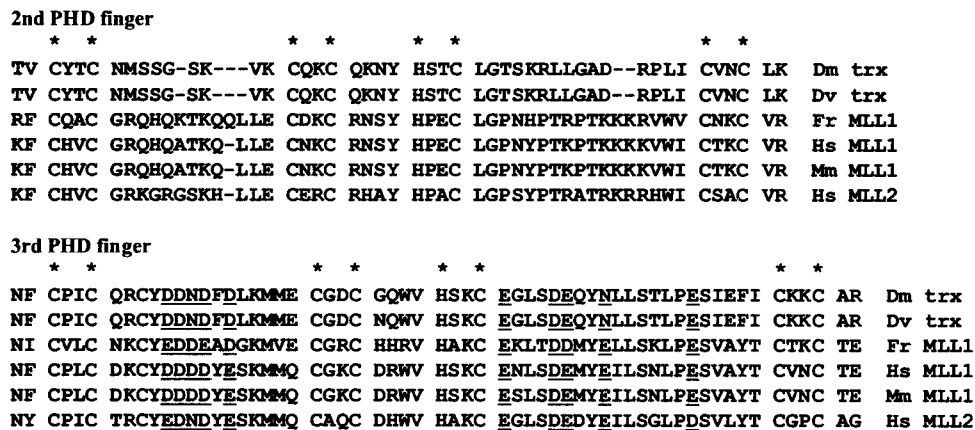 2nd PHD finger
* * * * * * * *
TV CYTC NMSSG-SK---VK CQKC QKNY HSTC LGTSKRLLGAD--RPLI CVNC LK Dm trx
TV CYTC NMSSG-SK---VK CQKC QKNY HSTC LGTSKRLLGAD--RPLI CVNC LK Dv trx
RF CQAC GRQHQKTKQQLLE CDKC RNSY HPEC LGPNHPTRPTKKKRVWV CNKC VR Fr MLL1
KF CHVC GRQHQATKQ-LLE CNKC RNSY HPEC LGPNYPTKPTKKKKVWI CTKC VR Hs MLL1
KF CHVC GRQHQATKQ-LLE CNKC RNSY HPEC LGPNYPTKPTKKKKVWI CTKC VR Mm MLL1
KF CHVC GRKGRGSKH-LLE CERC RHAY HPAC LGPSYPTRATRKRRHWI CSAC VR Hs MLL2
3rd PHD finger
* * * * * * * *
NF CPIC QRCYDDNDFDLKMME CGDC GQWV HSKC EGLSDEQYNLLSTLPESIEFI CKKC AR Dm trx
NF CPIC QRCYDDNDFDLKMME CGDC NQWV HSKC EGLSDEQYNLLSTLPESIEFI CKKC AR Dv trx
NI CVLC NKCYEDDEADGKMVE CGRC HHRV HAKC EKLTDDMYELLSKLPESVAYT CTKC TE Fr MLL1
NF CPLC DKCYDDDDYESKMMQ CGKC DRWV HSKC ENLSDEMYEILSNLPESVAYT CVNC TE Hs MLL1
NF CPLC DKCYDDDDYESKMMQ CGKC DRWV HSKC ESLSDEMYEILSNLPESVAYT CVNC TE Mm MLL1
NY CPIC TRCYEDNDYESKMMQ CAQC DHWV HAKC EGLSDEDYEILSGLPDSVLYT CGPC AG Hs MLL2